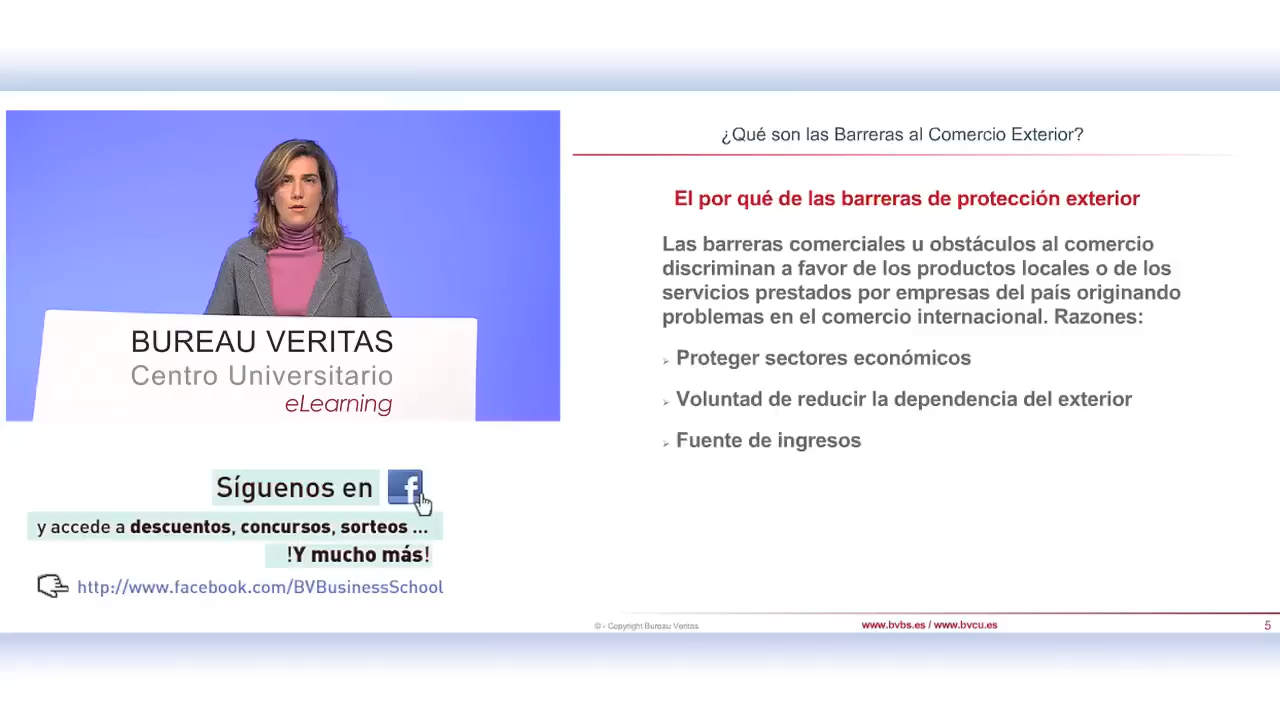 BUREAU VERITAS
Centro Universitario
eLearning
Síguenos en f
y accede a descuentos, concursos, sorteos ...
!Y mucho más!
http://www.facebook.com/BVBusinessSchool
¿Qué son las Barreras al Comercio Exterior?
El por qué de las barreras de protección exterior
Las barreras comerciales u obstáculos al comercio
discriminan a favor de los productos locales o de los
servicios prestados por empresas del país originando
problemas en el comercio internacional. Razones:
Proteger sectores económicos
Voluntad de reducir la dependencia del exterior
Fuente de ingresos
© - Copyright Bureau Veritas
www.bvbs.es / www.bvcu.es
5